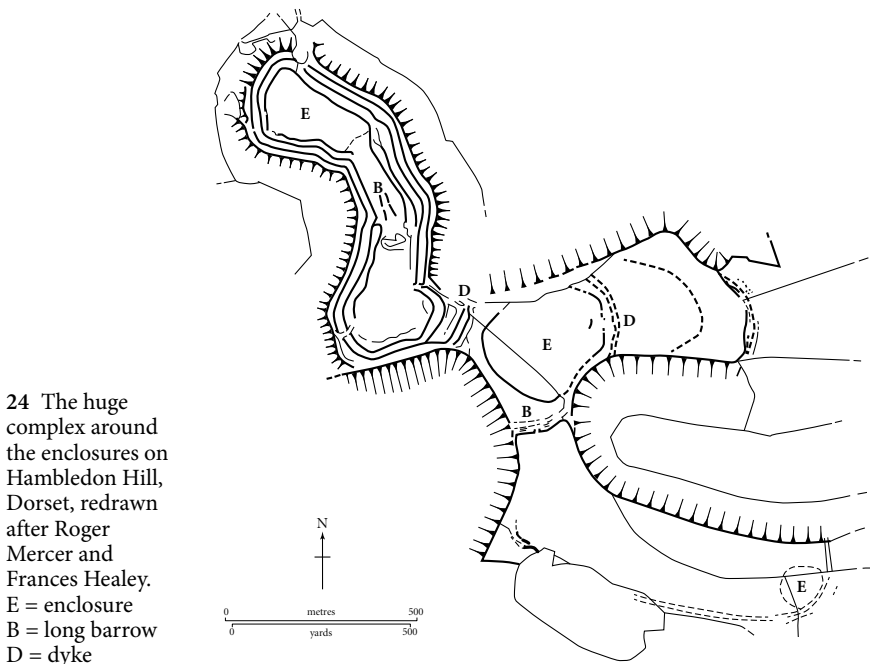 E
B
D
E
D
B
E
N
0 metres 500
0 yards 500
24 The huge
complex around
the enclosures on
Hambledon Hill,
Dorset, redrawn
after Roger
Mercer and
Frances Healey.
E = enclosure
B = long barrow
D = dyke